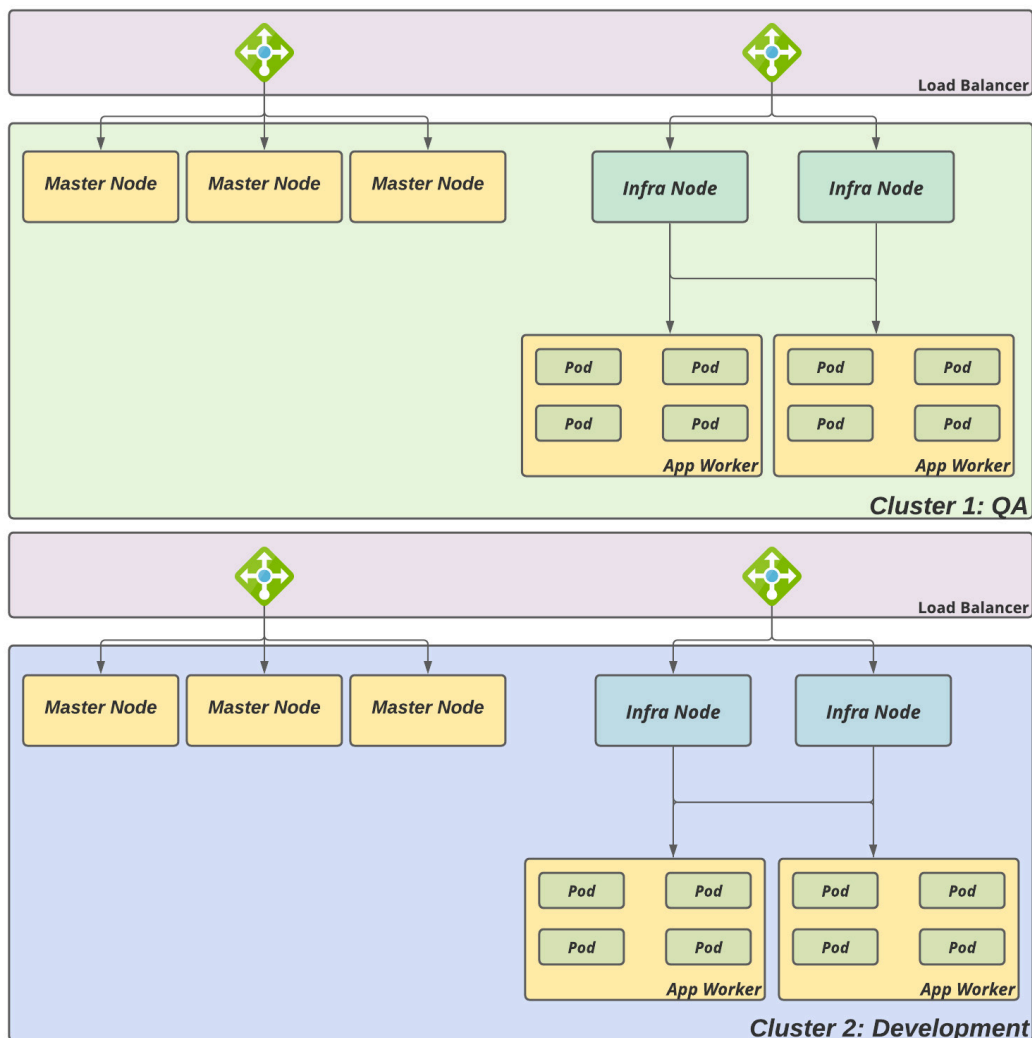 Load Balancer
Master Node
Master Node
Master Node
Infra Node
Infra Node
Pod
Pod
Pod
Pod
App Worker
Pod
Pod
Pod
Pod
App Worker
Cluster 1: QA
Load Balancer
Master Node
Master Node
Master Node
Infra Node
Infra Node
Pod
Pod
Pod
Pod
App Worker
Pod
Pod
Pod
Pod
App Worker
Cluster 2: Development